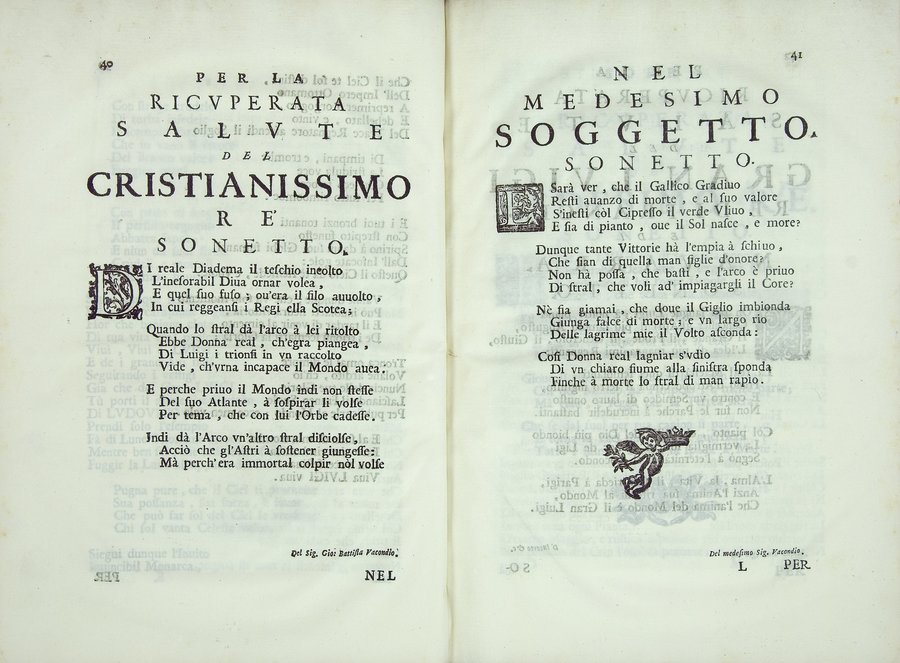 40
PER LA
RICVPERATA
SALVTE
DEL
CRISTIANISSIMO
RE'
SONETTO.
DI reale Diadema il teschio incolto
L'inesorabil Diua ornar volea,
E quel suo fuso; ou'era il filo auuolto,
In cui reggeansi i Regi ella Scotea;
Quando lo stral dà l'arco à lei ritolto
Ebbe Donna real, ch'egra piangea,
Di Luigi i trionfi in vn raccolto
Vide, ch'vrna incapace il Mondo auea:
E perche priuo il Mondo indi non stesse
Del suo Atlante, à sospirar li volse
Per tema, che con lui l'Orbe cadesse.
Indi dà l'Arco vn'altro stral disciolse,
Acciò che gl'Astri à sostener giungesse:
Mà perch'era immortal colpir nol volse
Del Sig. Gio: Battista Vacondio.
NEL
41
NEL
MEDESIMO
SOGGETTO.
SONETTO.
E Sarà ver, che il Gallico Gradiuo
Resti auanzo di morte, e al suo valore
S'inesti còl Cipresso il verde Vliuo,
E sia di pianto, oue il Sol nasce, e more?
Dunque tante Vittorie hà l'empia à schiuo,
Che sian di quella man figlie d'onore?
Non hà possa, che basti, e l'arco è priuo
Di stral, che voli ad' impiagargli il Core?
Nè sia giamai, che doue il Giglio imbionda
Giunga falce di morte; e vn largo rio
Delle lagrime mie il Volto asconda:
Così Donna real lagniar s'vdìo
Di vn chiaro fiume alla sinistra sponda
Finche à morte lo stral di man rapio.
Del medesimo Sig. Vacondio.
L PER